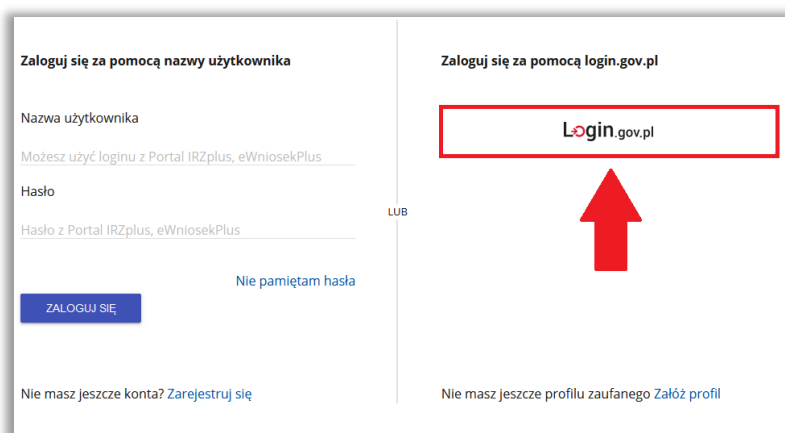 Zaloguj się za pomocą nazwy użytkownika
Nazwa użytkownika
Możesz użyć loginu z Portal IRZplus, eWniosekPlus
Hasło
Hasło z Portal IRZplus, eWniosekPlus
Nie pamiętam hasła
ZALOGUJ SIĘ
Nie masz jeszcze konta? Zarejestruj się
LUB
Zaloguj się za pomocą login.gov.pl
Login.gov.pl
Nie masz jeszcze profilu zaufanego Załóż profil